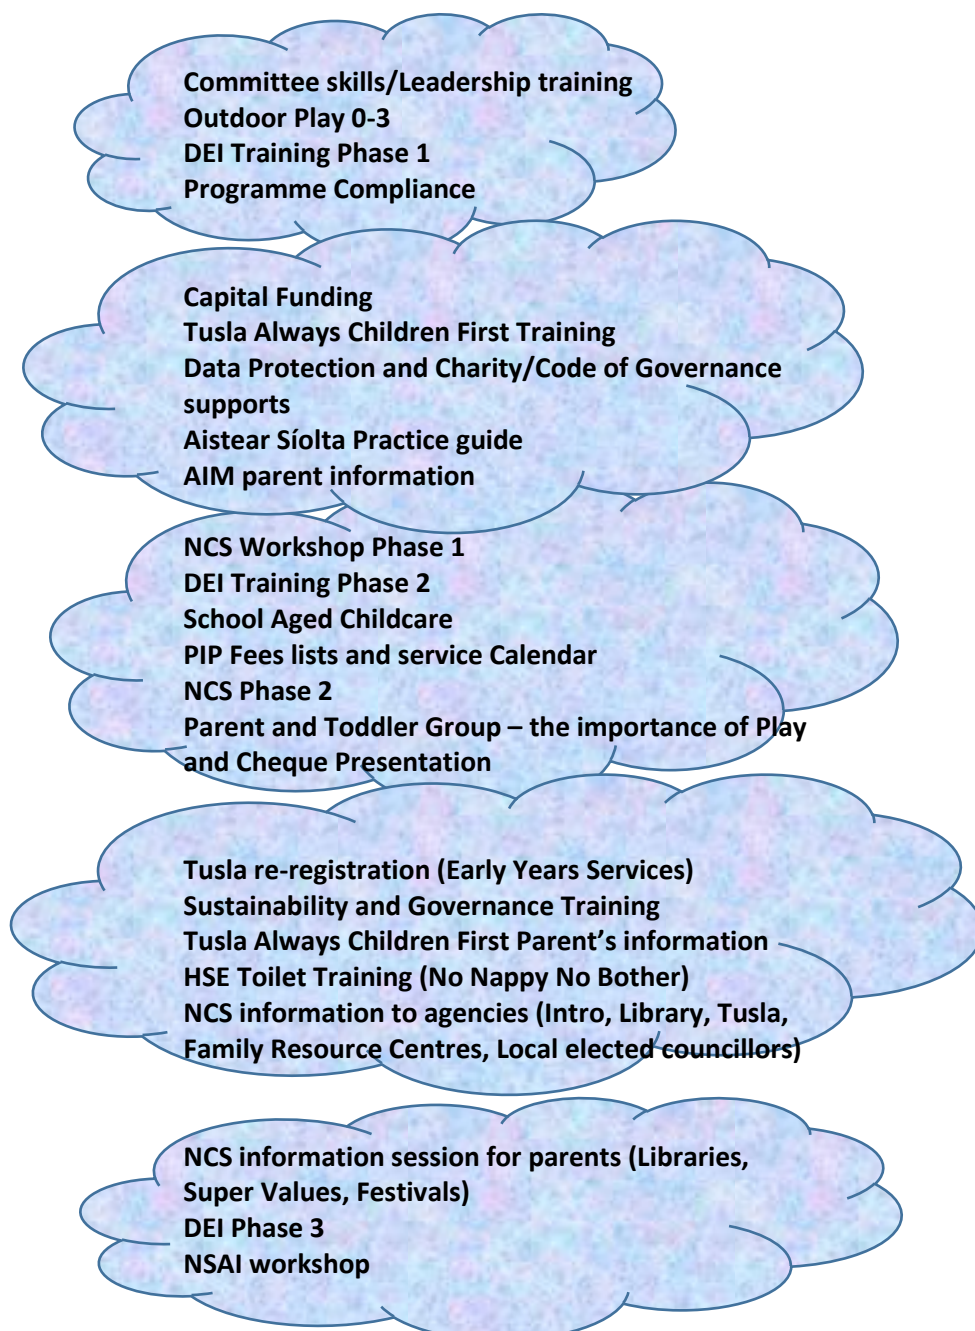 Committee skills/Leadership training
Outdoor Play 0-3
DEI Training Phase 1
Programme Compliance
Capital Funding
Tusla Always Children First Training
Data Protection and Charity/Code of Governance
supports
Aistear Síolta Practice guide
AIM parent information
NCS Workshop Phase 1
DEI Training Phase 2
School Aged Childcare
PIP Fees lists and service Calendar
NCS Phase 2
Parent and Toddler Group – the importance of Play
and Cheque Presentation
Tusla re-registration (Early Years Services)
Sustainability and Governance Training
Tusla Always Children First Parent’s information
HSE Toilet Training (No Nappy No Bother)
NCS information to agencies (Intro, Library, Tusla,
Family Resource Centres, Local elected councillors)
NCS information session for parents (Libraries,
Super Values, Festivals)
DEI Phase 3
NSAI workshop